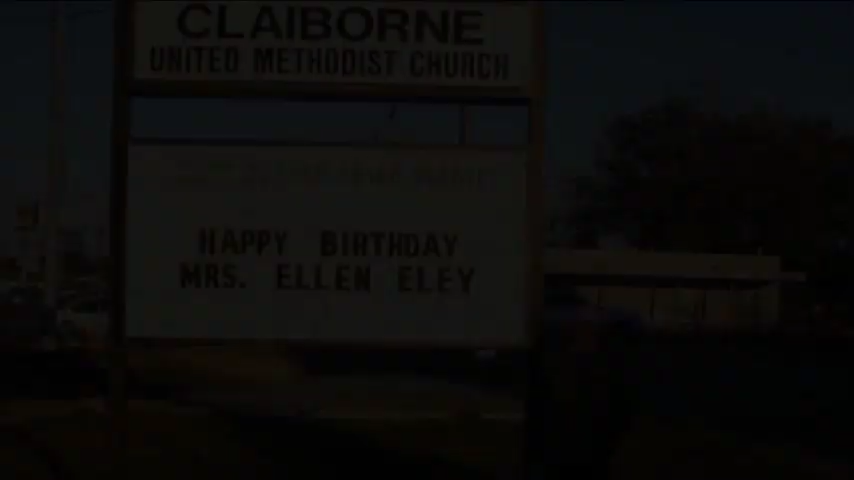 CLAIBORNE
UNITED METHODIST CHURCH
HAPPY BIRTHDAY
MRS. ELLEN ELEY